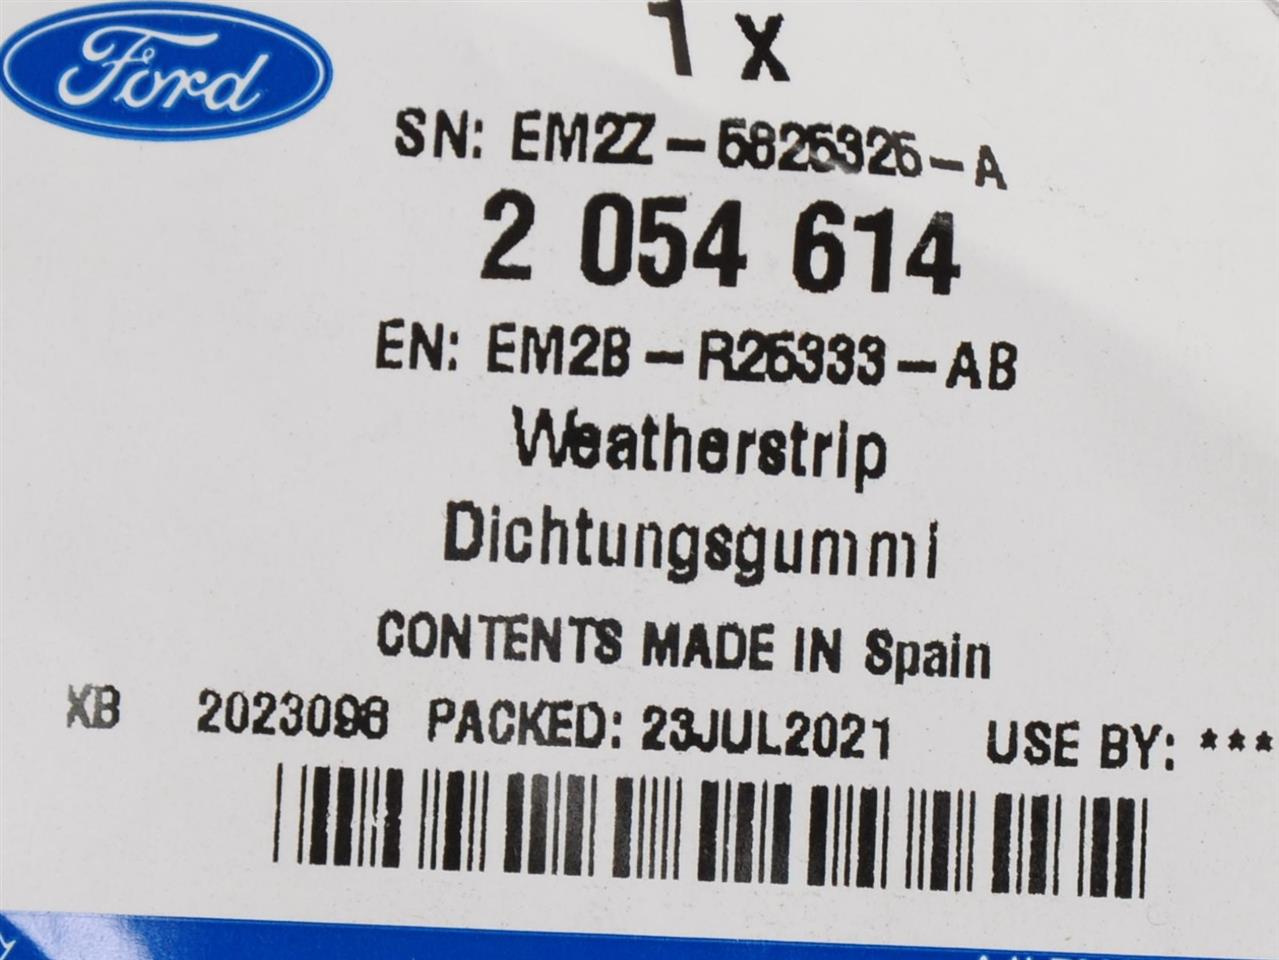 Ford
1 x
SN: EM2Z-5825325-A
2 054 614
EN: EM2B-R25333-AB
Weatherstrip
Dichtungsgummi
CONTENTS MADE IN Spain
XB 2023098 PACKED: 23JUL2021 USE BY: ***